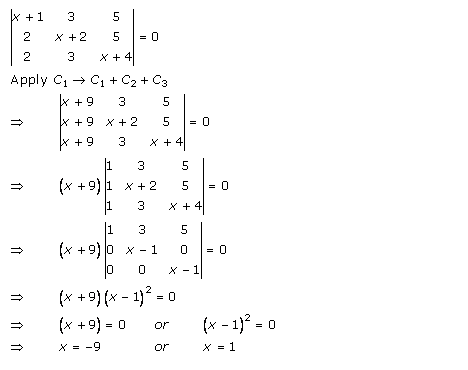 |x + 1 3 5|
|2 x + 2 5| = 0
|2 3 x + 4|
Apply C₁ → C₁ + C₂ + C₃
⇒ |x + 9 3 5|
|x + 9 x + 2 5| = 0
|x + 9 3 x + 4|
⇒ (x + 9) |1 3 5|
|1 x + 2 5| = 0
|1 3 x + 4|
⇒ (x + 9) |1 3 5|
|0 x − 1 0| = 0
|0 0 x − 1|
⇒ (x + 9)(x − 1)² = 0
⇒ (x + 9) = 0 or (x − 1)² = 0
⇒ x = −9 or x = 1